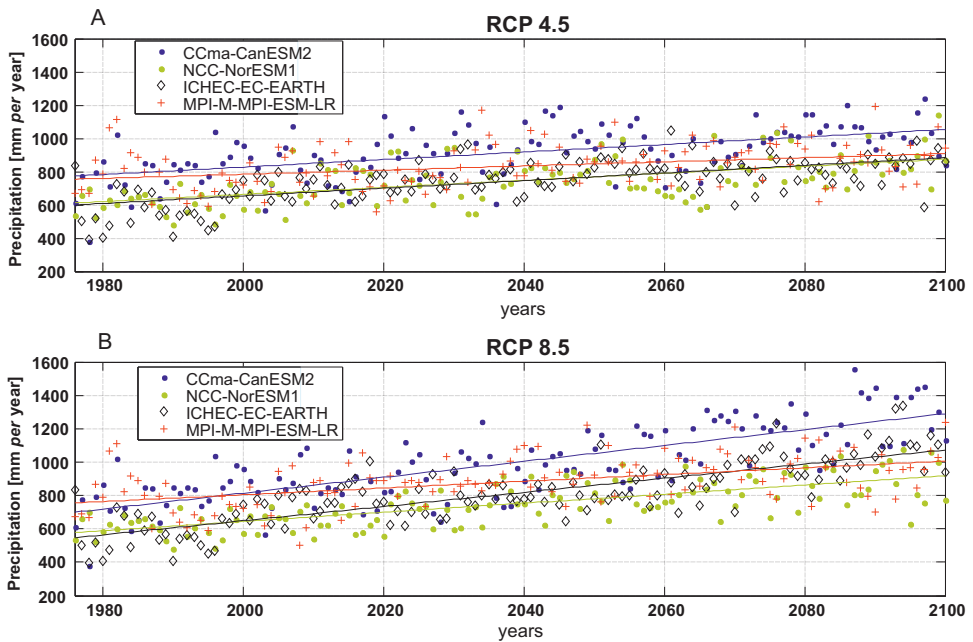 A
RCP 4.5
Precipitation [mm per year]
1600
1400
1200
1000
800
600
400
200
CCma-CanESM2
NCC-NorESM1
ICHEC-EC-EARTH
MPI-M-MPI-ESM-LR
1980
2000
2020
2040
2060
2080
2100
years
B
RCP 8.5
Precipitation [mm per year]
1600
1400
1200
1000
800
600
400
200
CCma-CanESM2
NCC-NorESM1
ICHEC-EC-EARTH
MPI-M-MPI-ESM-LR
1980
2000
2020
2040
2060
2080
2100
years